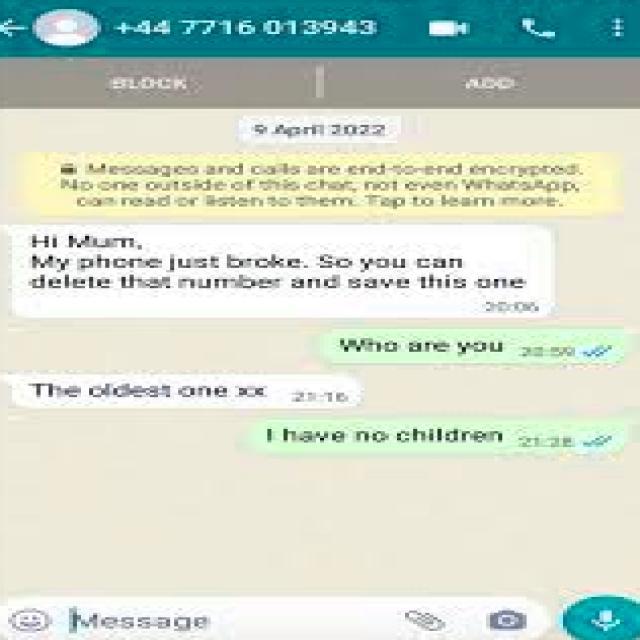 +44 7716 013943
BLOCK
ADD
9 April 2022
Messages and calls are end-to-end encrypted.
No one outside of this chat, not even WhatsApp,
can read or listen to them. Tap to learn more.
Hi Mum,
My phone just broke. So you can
delete that number and save this one
20:06
Who are you 20:59
The oldest one xx 21:16
I have no children 21:28
Message